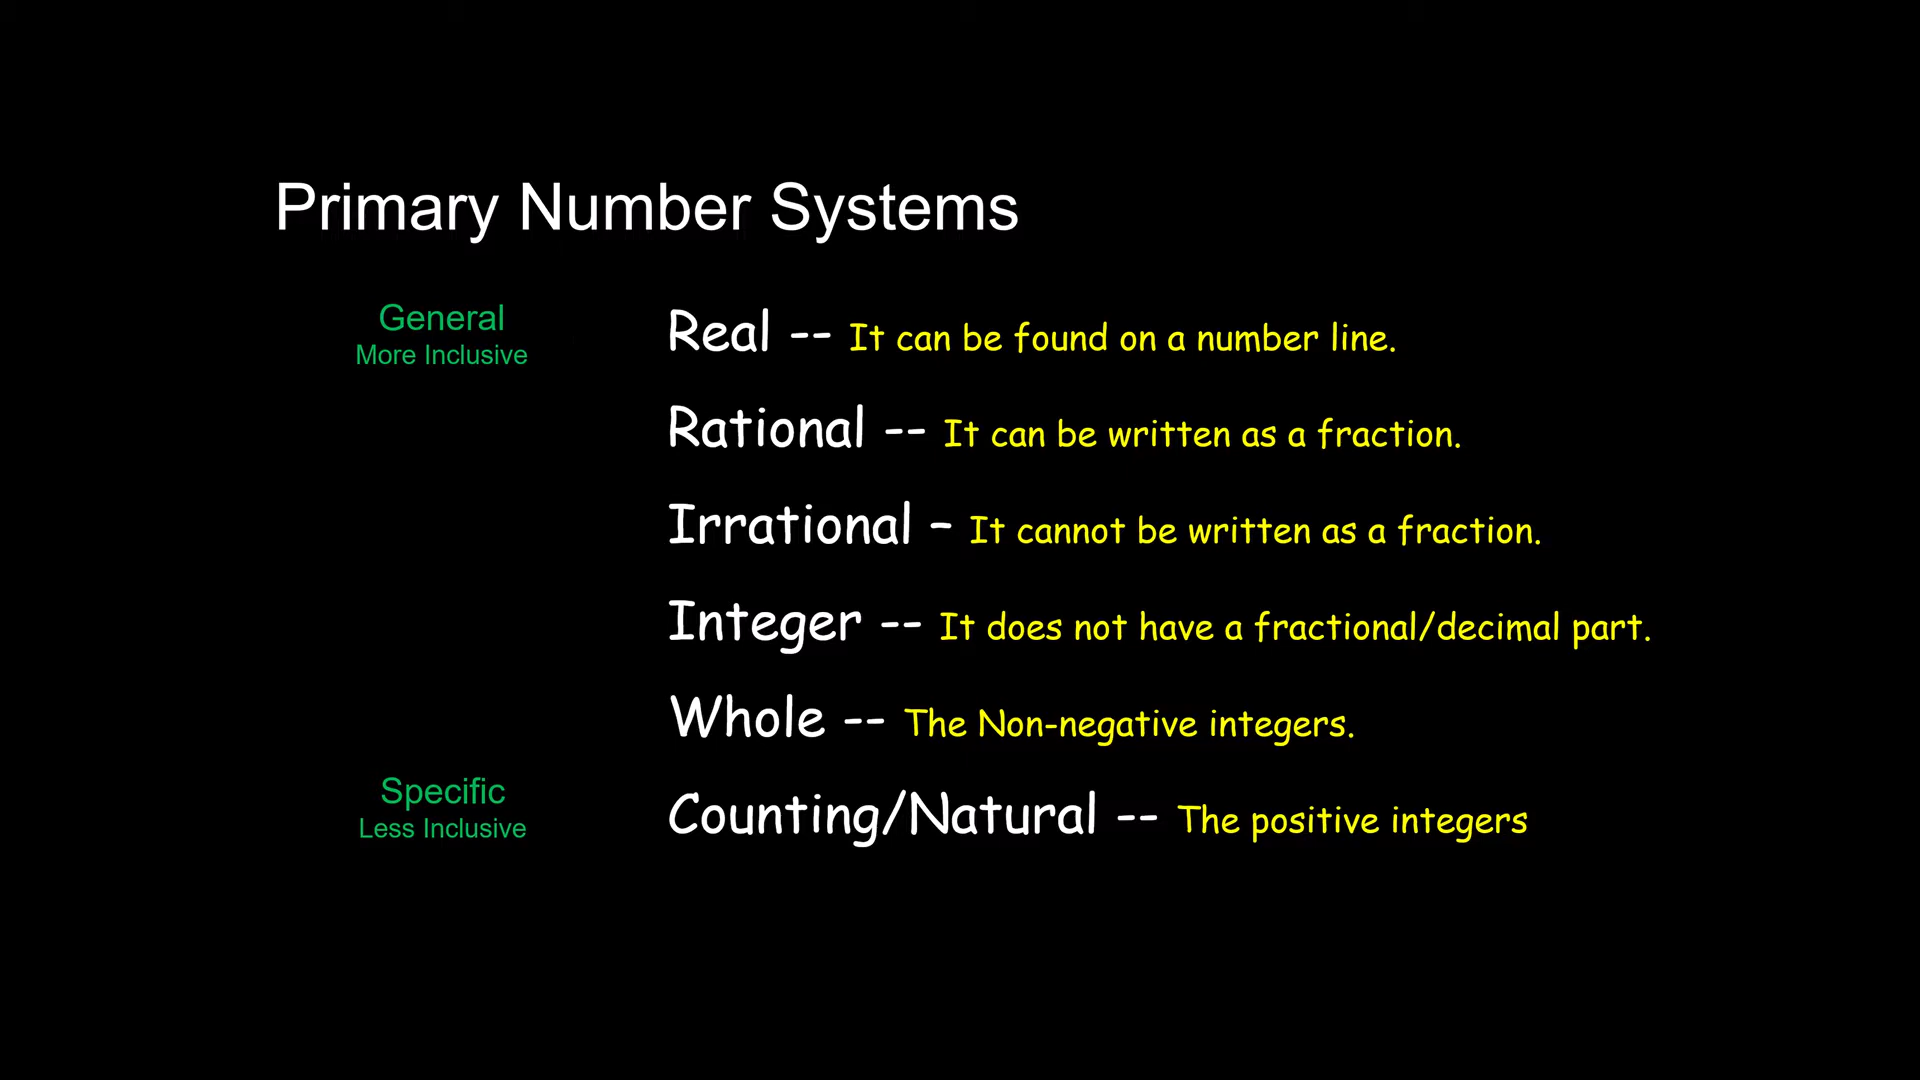 Primary Number Systems
General
More Inclusive
Real -- It can be found on a number line.
Rational -- It can be written as a fraction.
Irrational – It cannot be written as a fraction.
Integer -- It does not have a fractional/decimal part.
Whole -- The Non-negative integers.
Specific
Less Inclusive
Counting/Natural -- The positive integers